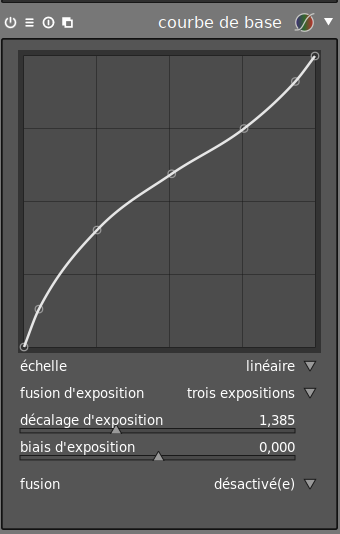 courbe de base
échelle linéaire
fusion d'exposition trois expositions
décalage d'exposition 1,385
biais d'exposition 0,000
fusion désactivé(e)